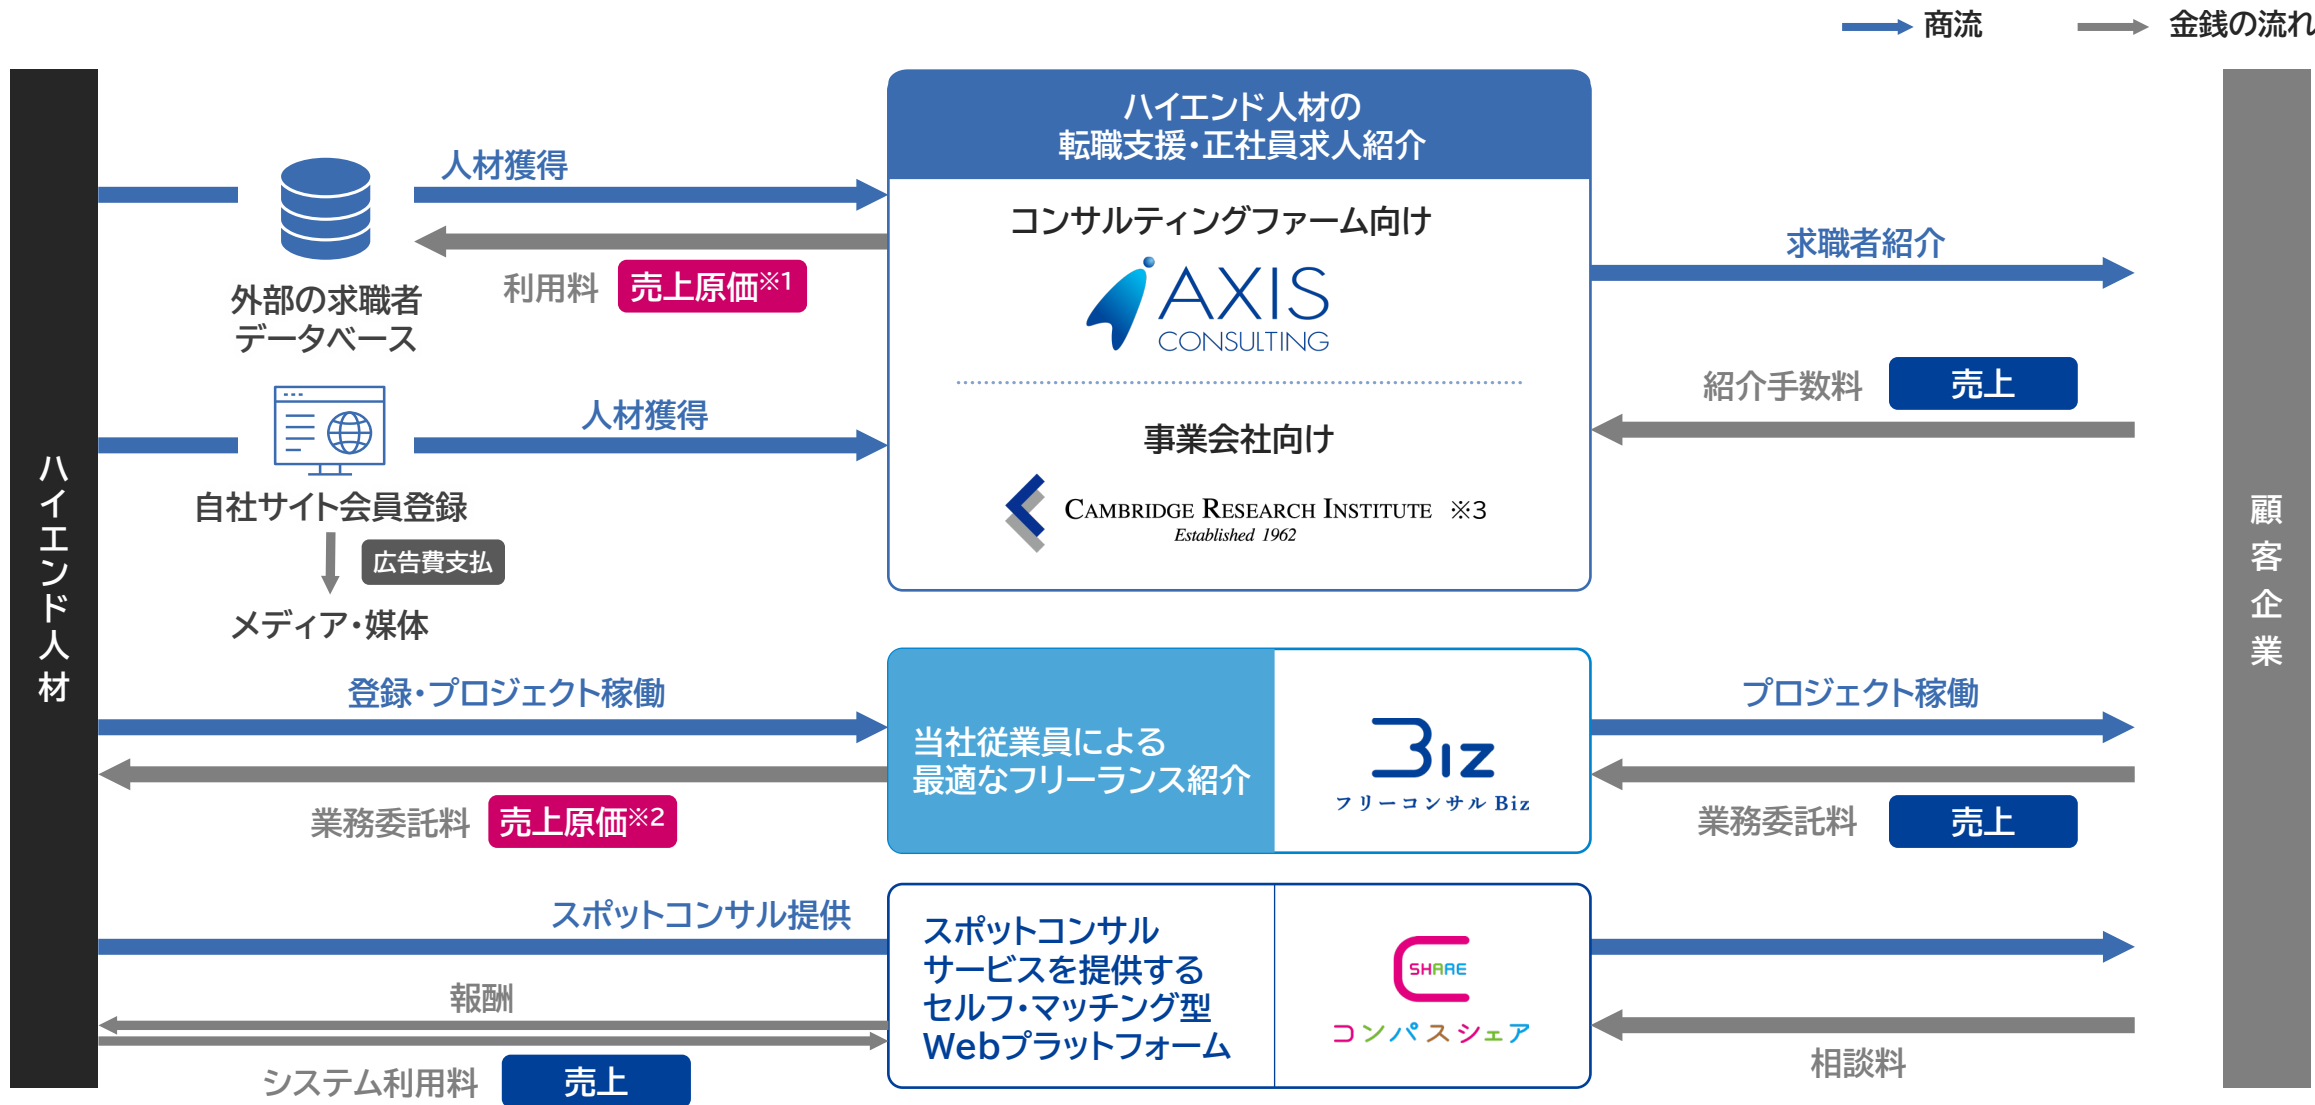 商流
金銭の流れ
ハイエンド人材
ハイエンド人材の
転職支援・正社員求人紹介
人材獲得
利用料
売上原価※1
外部の求職者
データベース
コンサルティングファーム向け
AXIS
CONSULTING
求職者紹介
紹介手数料
売上
人材獲得
事業会社向け
CAMBRIDGE RESEARCH INSTITUTE ※3
Established 1962
自社サイト会員登録
広告費支払
メディア・媒体
顧客企業
登録・プロジェクト稼働
業務委託料
売上原価※2
当社従業員による
最適なフリーランス紹介
Biz
フリーコンサル Biz
プロジェクト稼働
業務委託料
売上
スポットコンサル提供
報酬
システム利用料
売上
スポットコンサル
サービスを提供する
セルフ・マッチング型
Webプラットフォーム
SHARE
コンパスシェア
相談料